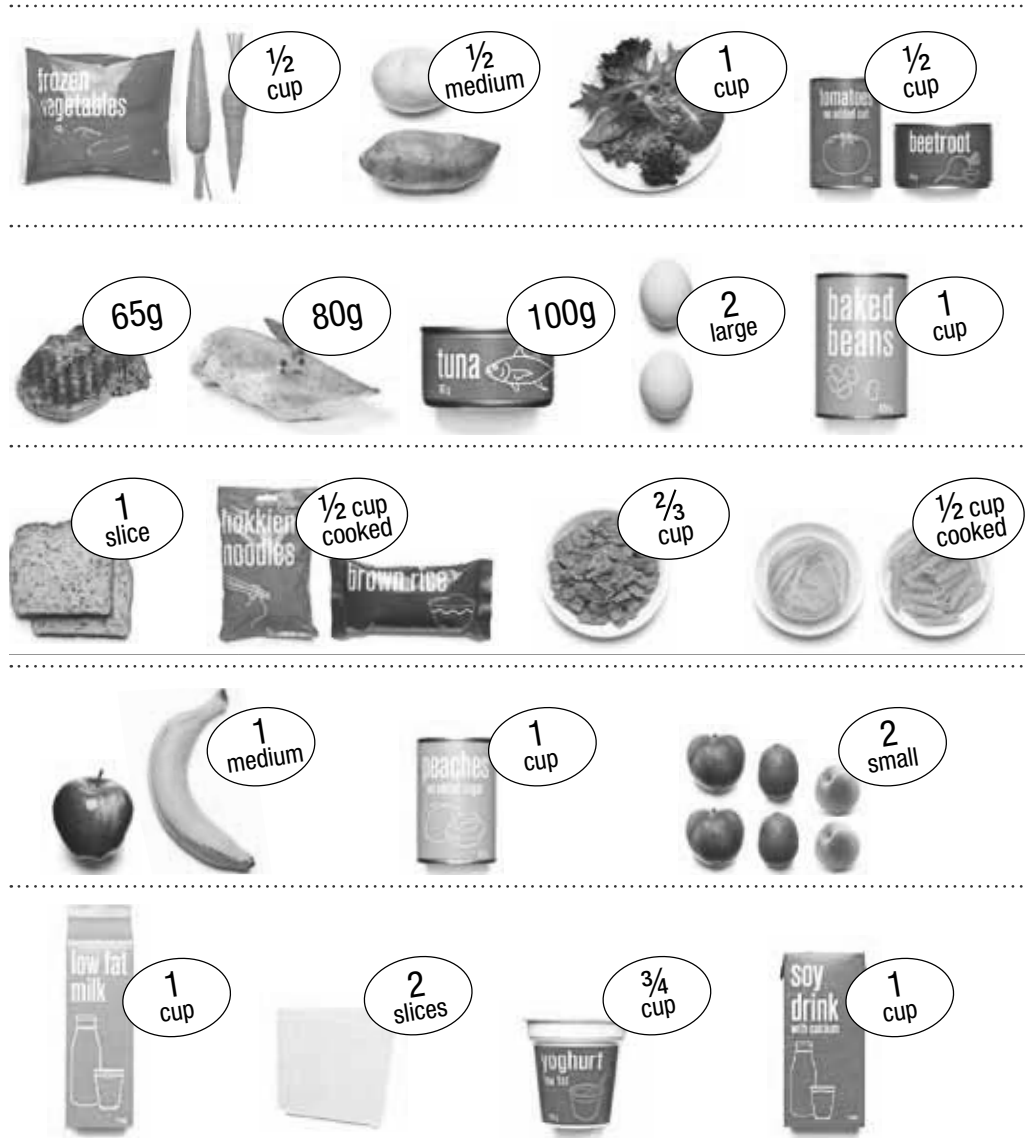 frozen
vegetables
½
cup
½
medium
1
cup
tomatoes
no added salt
½
cup
beetroot
65g
80g
tuna
100g
2
large
baked
beans
1
cup
1
slice
hokkien
noodles
½ cup
cooked
brown rice
⅔
cup
½ cup
cooked
1
medium
peaches
1
cup
2
small
low fat
milk
1
cup
2
slices
yoghurt
low fat
¾
cup
soy
drink
with calcium
1
cup